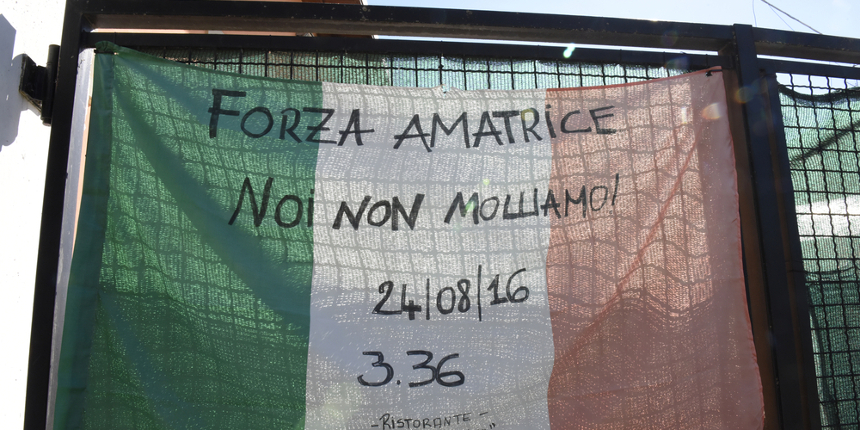 FORZA AMATRICE
NOi NON MOLLIAMO!
24/08/16
3.36
-RISTORANTE-